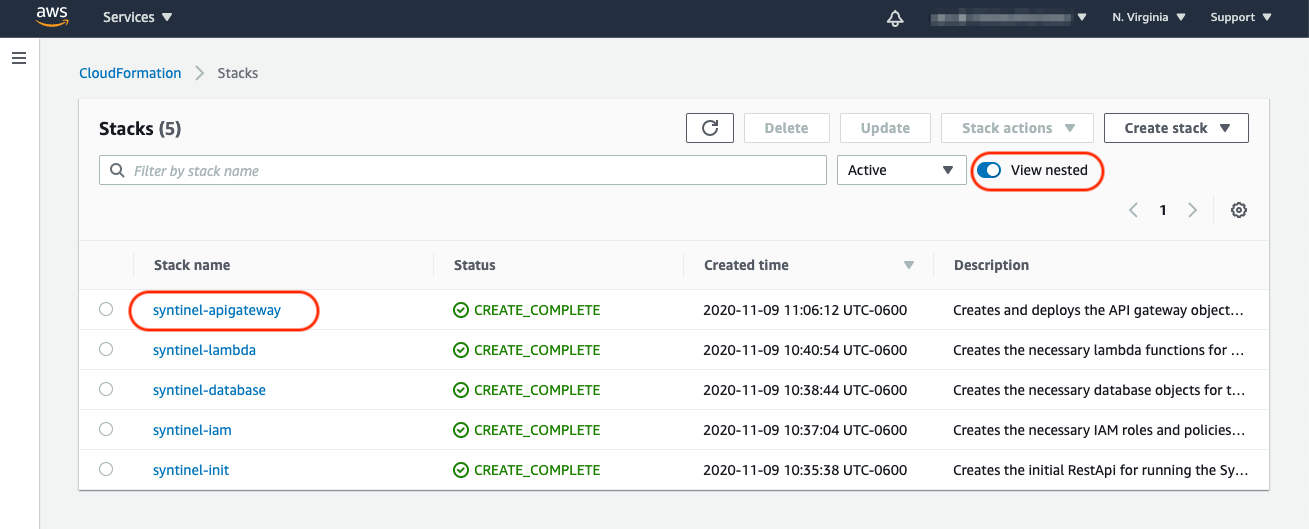 aws Services N. Virginia Support
CloudFormation Stacks
Stacks (5) Delete Update Stack actions Create stack
Filter by stack name Active View nested
1
Stack name Status Created time Description
syntinel-apigateway CREATE_COMPLETE 2020-11-09 11:06:12 UTC-0600 Creates and deploys the API gateway object…
syntinel-lambda CREATE_COMPLETE 2020-11-09 10:40:54 UTC-0600 Creates the necessary lambda functions for …
syntinel-database CREATE_COMPLETE 2020-11-09 10:38:44 UTC-0600 Creates the necessary database objects for t…
syntinel-iam CREATE_COMPLETE 2020-11-09 10:37:04 UTC-0600 Creates the necessary IAM roles and policies…
syntinel-init CREATE_COMPLETE 2020-11-09 10:35:38 UTC-0600 Creates the initial RestApi for running the Sy…